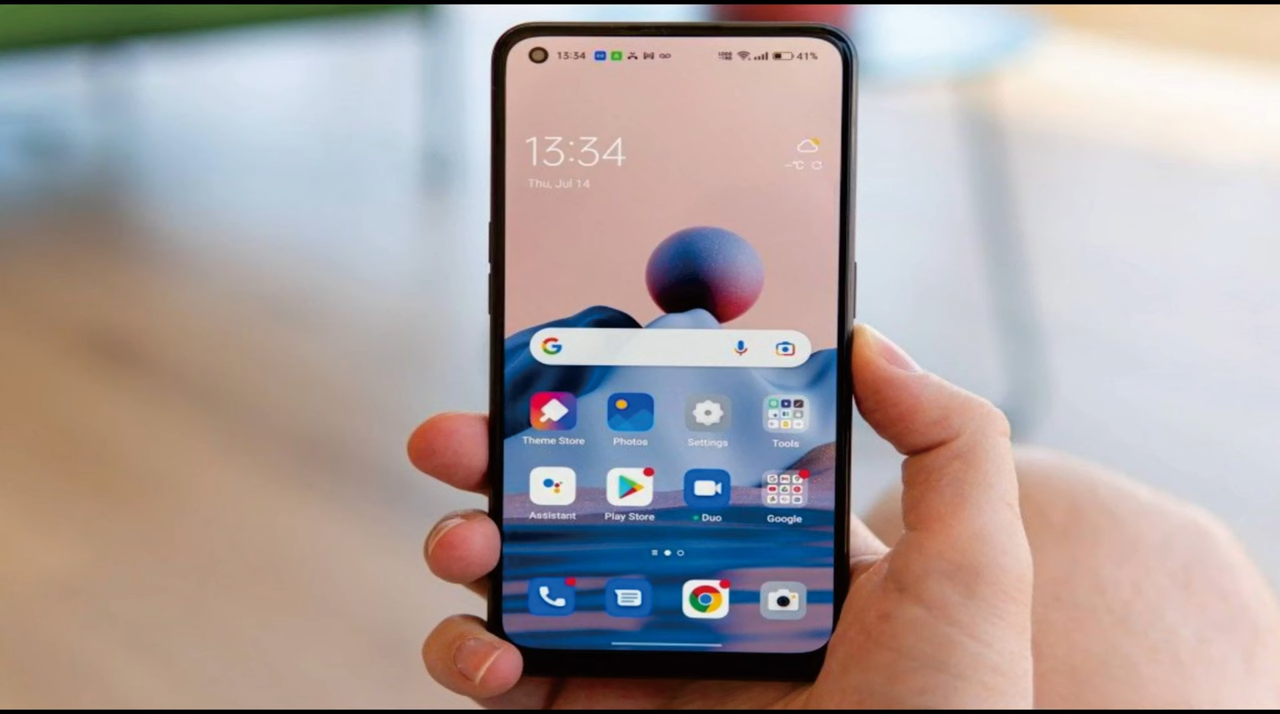 13:34
41%
13:34
Thu, Jul 14
Theme Store Photos Settings Tools
Assistant Play Store Duo Google